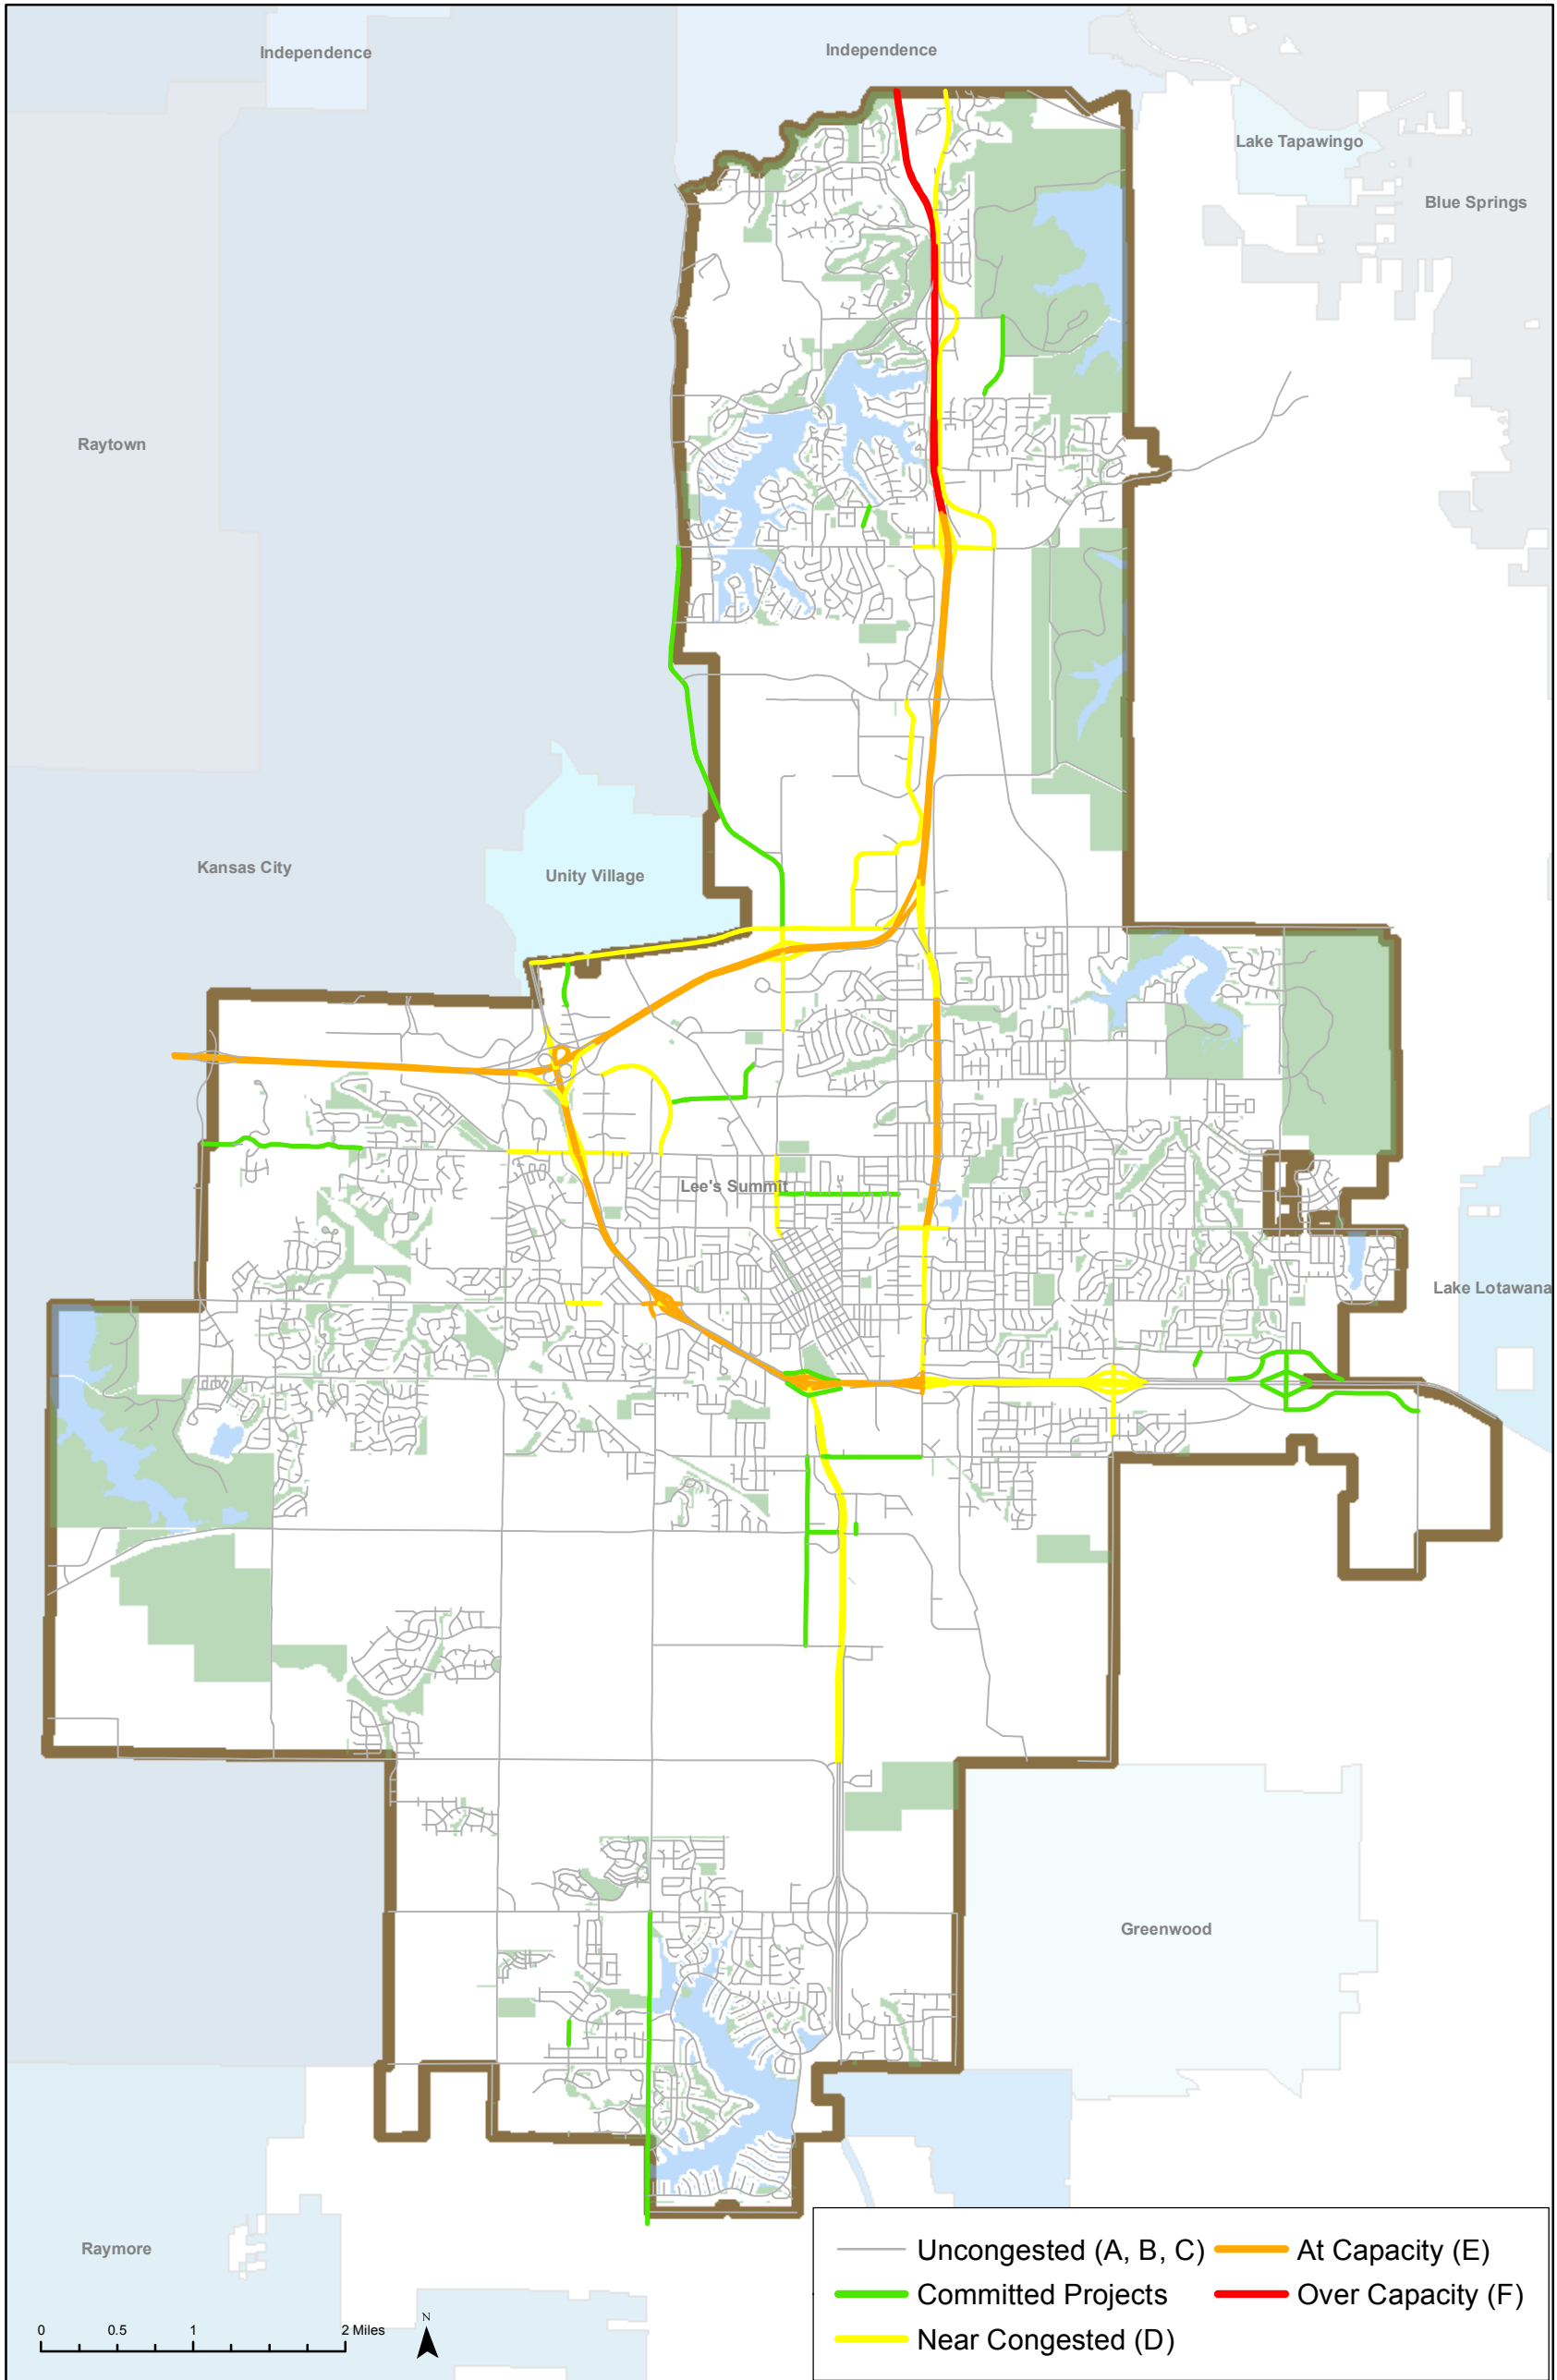 Independence
Independence
Lake Tapawingo
Blue Springs
Raytown
Kansas City
Unity Village
Lee's Summit
Lake Lotawana
Greenwood
Raymore
0 0.5 1 2 Miles
N
Uncongested (A, B, C)
Committed Projects
Near Congested (D)
At Capacity (E)
Over Capacity (F)